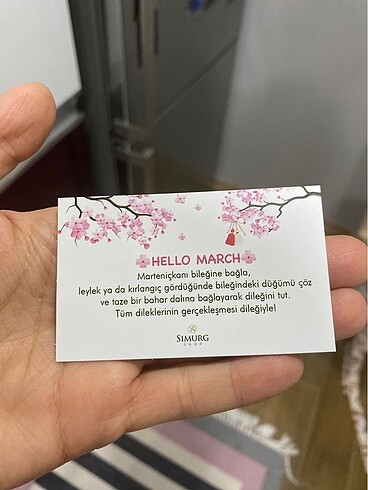 HELLO MARCH
Marteniçkanı bileğine bağla,
leylek ya da kırlangıç gördüğünde bileğindeki düğümü çöz
ve taze bir bahar dalına bağlayarak dileğini tut.
Tüm dileklerinin gerçekleşmesi dileğiyle!
SIMURG
SHOP